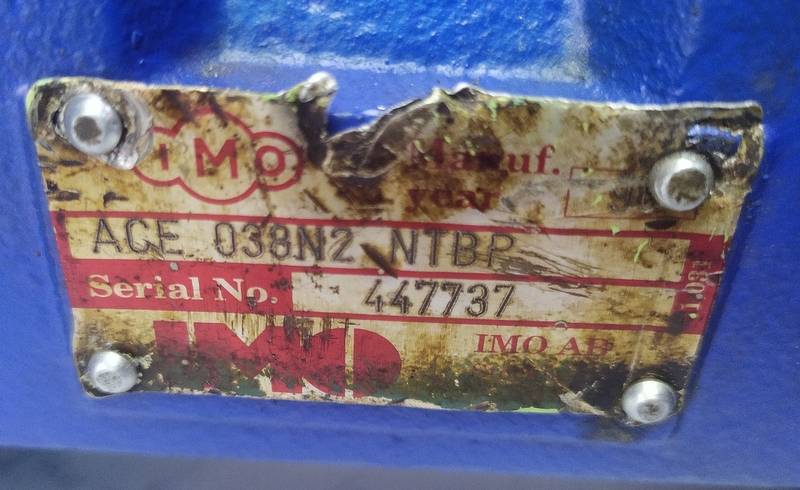 IMO
Manuf.
year
ACE 038N2 NTBP
Serial No. 447737
IMO AB